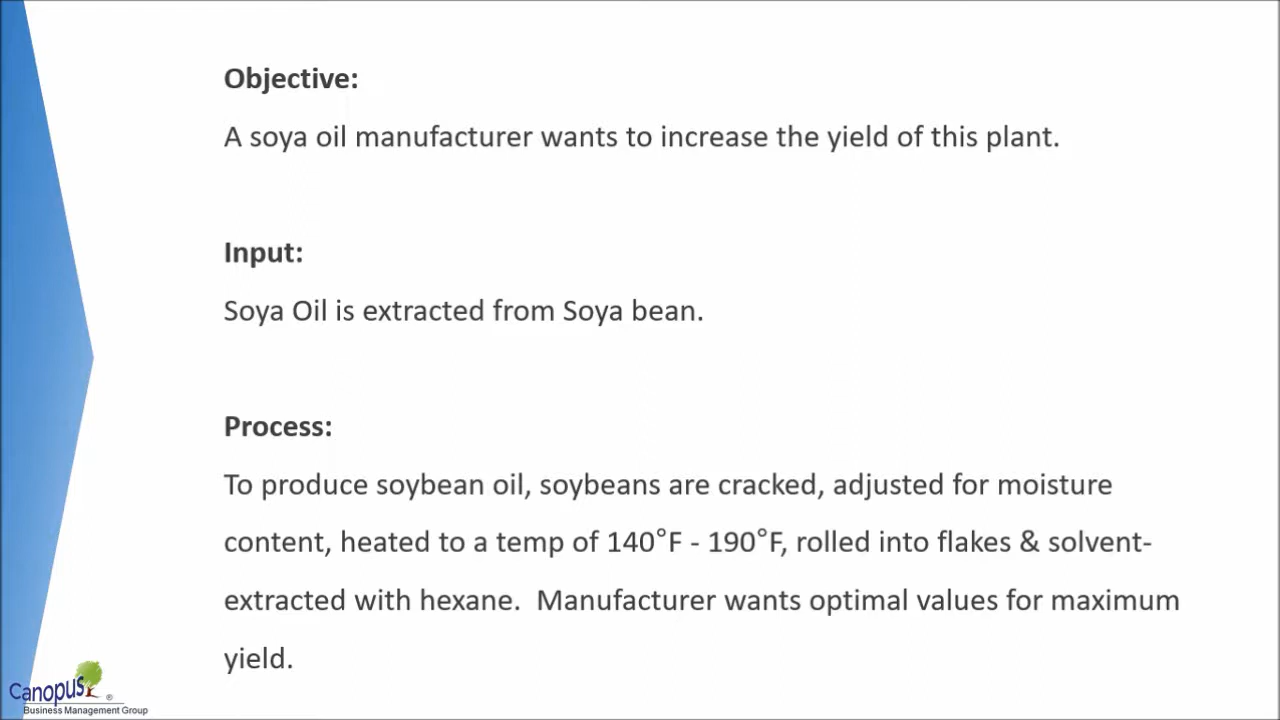 Objective:
A soya oil manufacturer wants to increase the yield of this plant.
Input:
Soya Oil is extracted from Soya bean.
Process:
To produce soybean oil, soybeans are cracked, adjusted for moisture
content, heated to a temp of 140°F - 190°F, rolled into flakes & solvent-
extracted with hexane.  Manufacturer wants optimal values for maximum
yield.
Canopus ®
Business Management Group